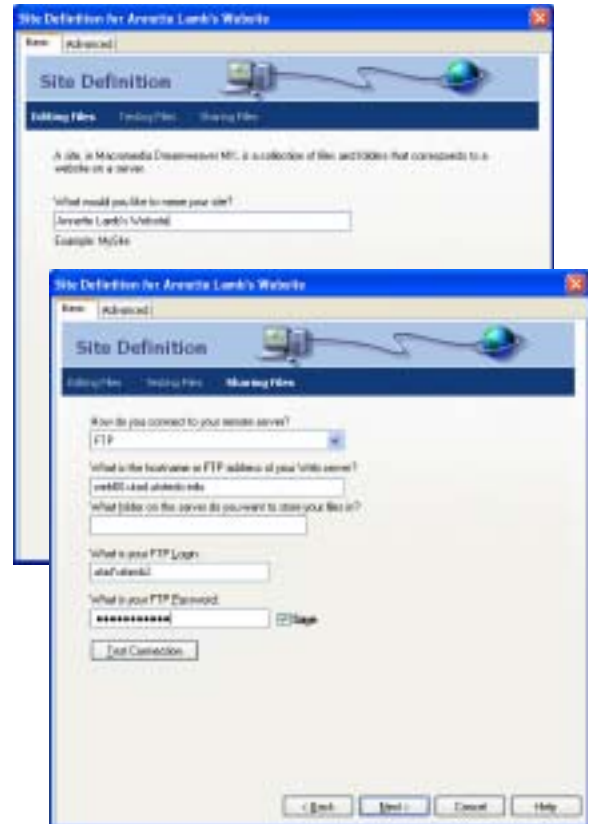 Site Definition for Annette Lamb's Website
Basic Advanced
Site Definition
Editing Files Testing Files Sharing Files
A site, in Macromedia Dreamweaver MX, is a collection of files and folders that corresponds to a
website on a server.
What would you like to name your site?
Annette Lamb's Website
Example: MySite
Site Definition for Annette Lamb's Website
Basic Advanced
Site Definition
Editing Files Testing Files Sharing Files
How do you connect to your remote server?
FTP
What is the hostname or FTP address of your Web server?
What folder on the server do you want to store your files in?
What is your FTP Login:
What is your FTP Password:
Save
Test Connection
< Back Next > Cancel Help